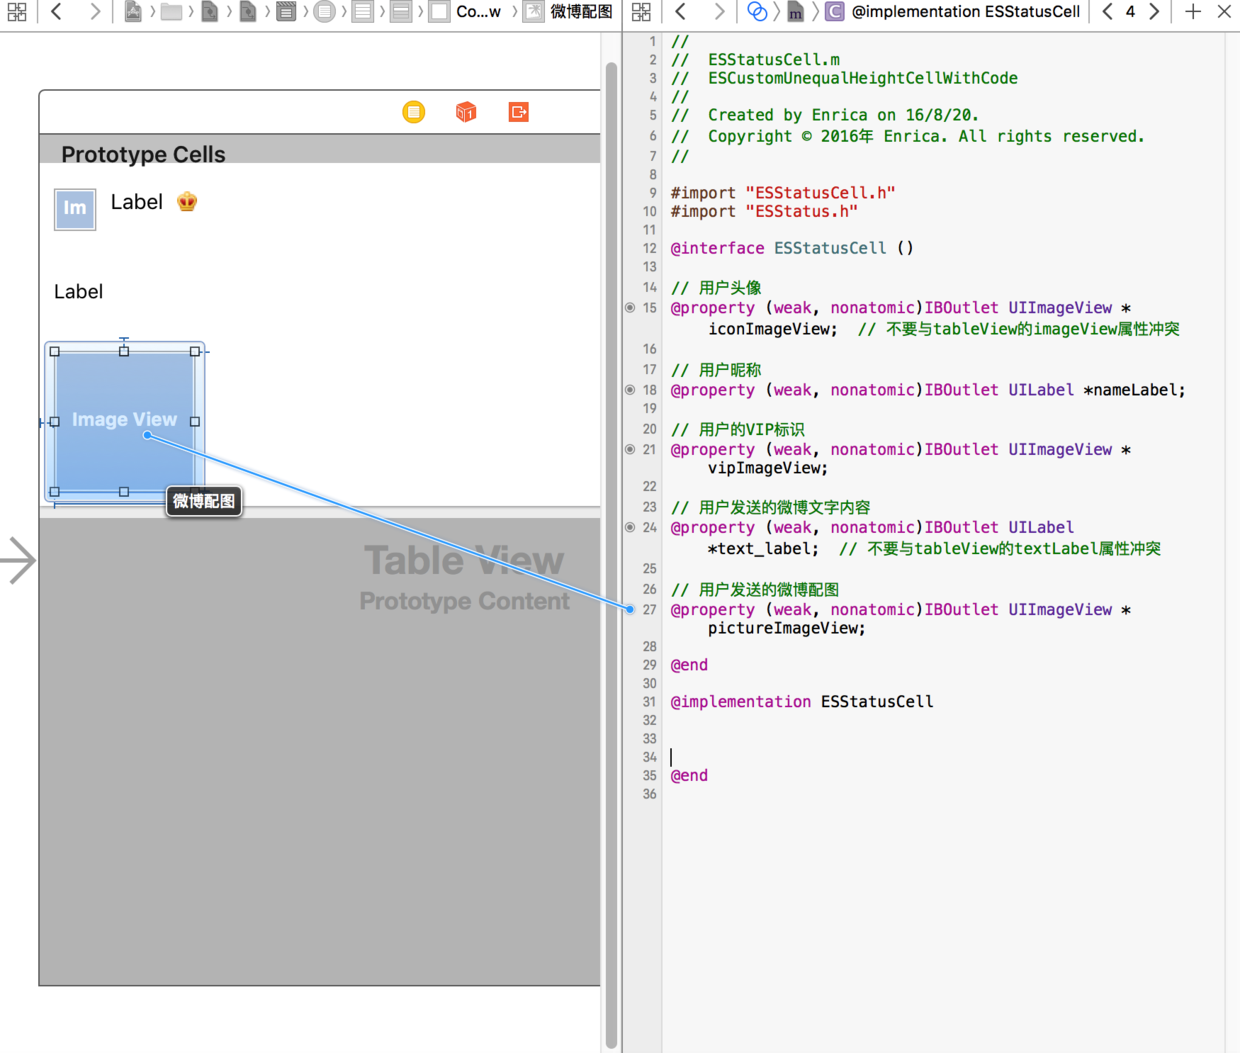 Co...w
微博配图
@implementation ESStatusCell
4
Prototype Cells
Im
Label
Label
Image View
微博配图
Table View
Prototype Content
1 //
2 //  ESStatusCell.m
3 //  ESCustomUnequalHeightCellWithCode
4 //
5 //  Created by Enrica on 16/8/20.
6 //  Copyright © 2016年 Enrica. All rights reserved.
7 //
8
9 #import "ESStatusCell.h"
10 #import "ESStatus.h"
11
12 @interface ESStatusCell ()
13
14 // 用户头像
15 @property (weak, nonatomic)IBOutlet UIImageView *
iconImageView;  // 不要与tableView的imageView属性冲突
16
17 // 用户昵称
18 @property (weak, nonatomic)IBOutlet UILabel *nameLabel;
19
20 // 用户的VIP标识
21 @property (weak, nonatomic)IBOutlet UIImageView *
vipImageView;
22
23 // 用户发送的微博文字内容
24 @property (weak, nonatomic)IBOutlet UILabel
*text_label;  // 不要与tableView的textLabel属性冲突
25
26 // 用户发送的微博配图
27 @property (weak, nonatomic)IBOutlet UIImageView *
pictureImageView;
28
29 @end
30
31 @implementation ESStatusCell
32
33
34
35 @end
36